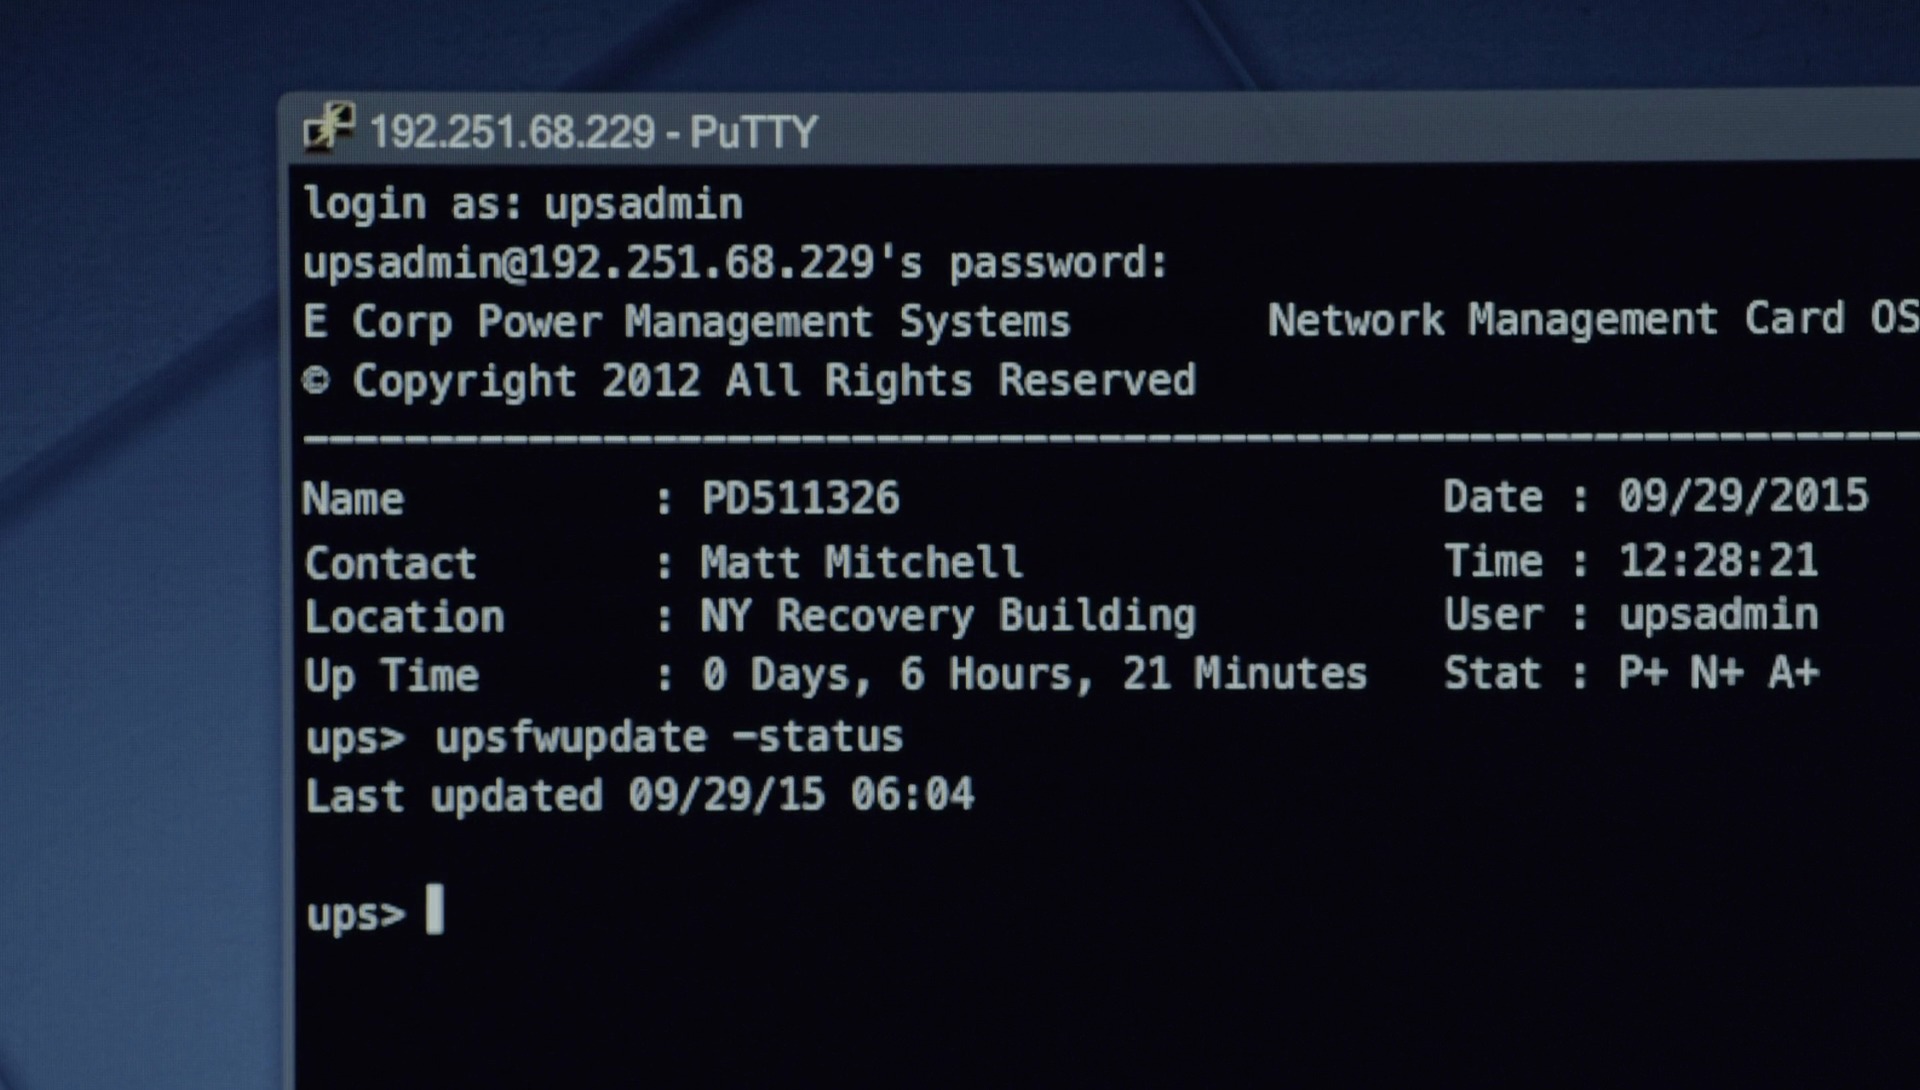 192.251.68.229 - PuTTY
login as: upsadmin
upsadmin@192.251.68.229's password:
E Corp Power Management Systems Network Management Card OS
© Copyright 2012 All Rights Reserved
Name : PD511326 Date : 09/29/2015
Contact : Matt Mitchell Time : 12:28:21
Location : NY Recovery Building User : upsadmin
Up Time : 0 Days, 6 Hours, 21 Minutes Stat : P+ N+ A+
ups> upsfwupdate -status
Last updated 09/29/15 06:04
ups>